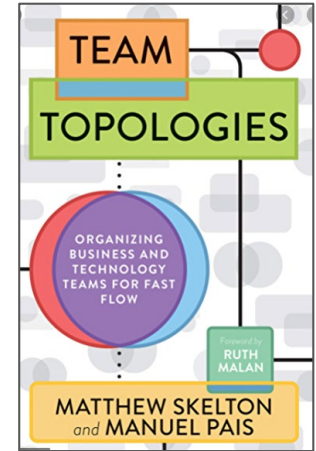 TEAM
TOPOLOGIES
ORGANIZING
BUSINESS AND
TECHNOLOGY
TEAMS FOR FAST
FLOW
Foreword by
RUTH
MALAN
MATTHEW SKELTON
and MANUEL PAIS